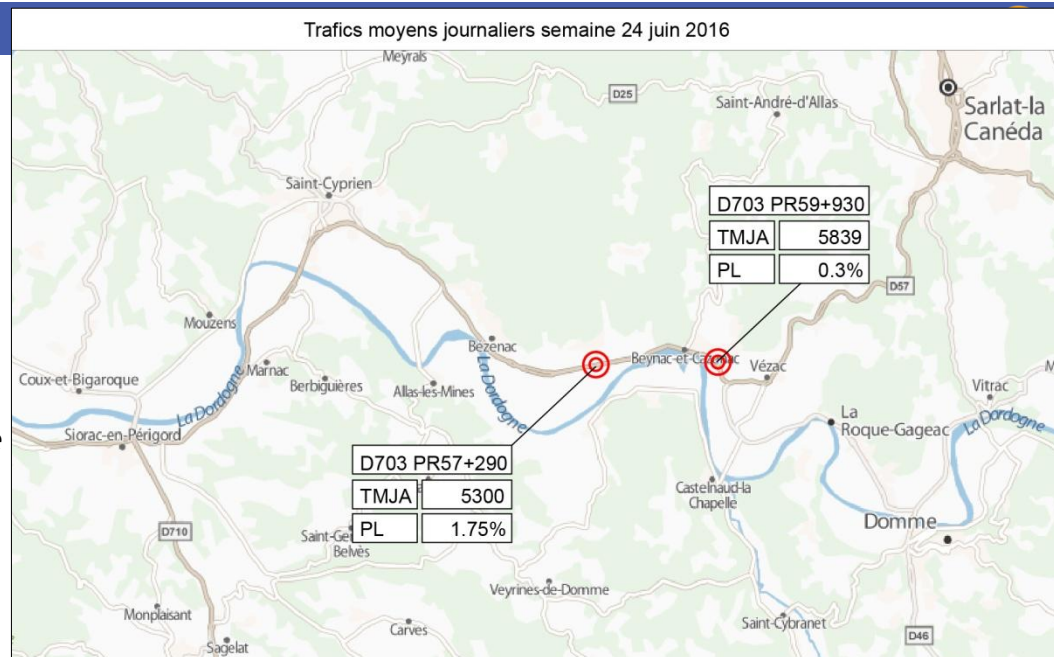 Trafics moyens journaliers semaine 24 juin 2016
Meyrals
D25
Saint-André-d'Allas
Sarlat-la
Canéda
Saint-Cyprien
D703 PR59+930
TMJA 5839
PL 0.3%
D57
Mouzens
Bézenac
Beynac-et-Cazenac
Vézac
Marnac
Coux-et-Bigaroque
Berbiguières
Allas-les-Mines
La Dordogne
La Dordogne
Vitrac
La
Roque-Gageac
La Dordogne
Siorac-en-Périgord
D703 PR57+290
TMJA 5300
PL 1.75%
Castelnaud-la
Chapelle
Domme
D710
Belvès
Veyrines-de-Domme
Monplaisant
Carves
Saint-Cybranet
D46
Sagelat